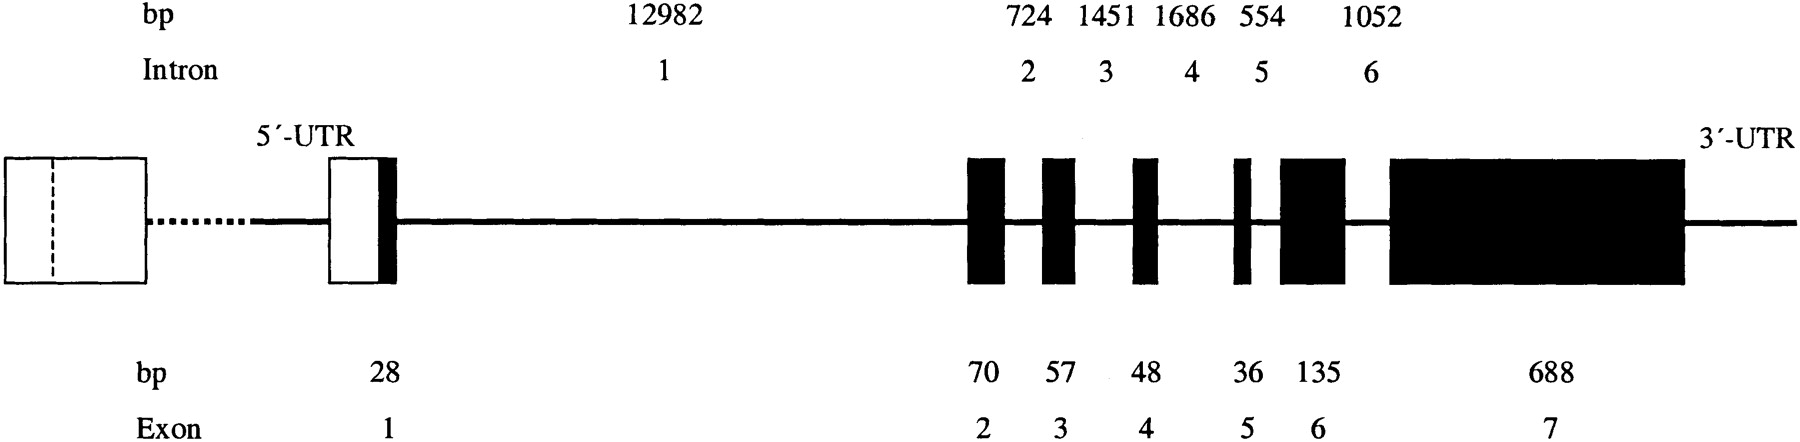 bp 12982 724 1451 1686 554 1052
Intron 1 2 3 4 5 6
5´-UTR 3´-UTR
bp 28 70 57 48 36 135 688
Exon 1 2 3 4 5 6 7